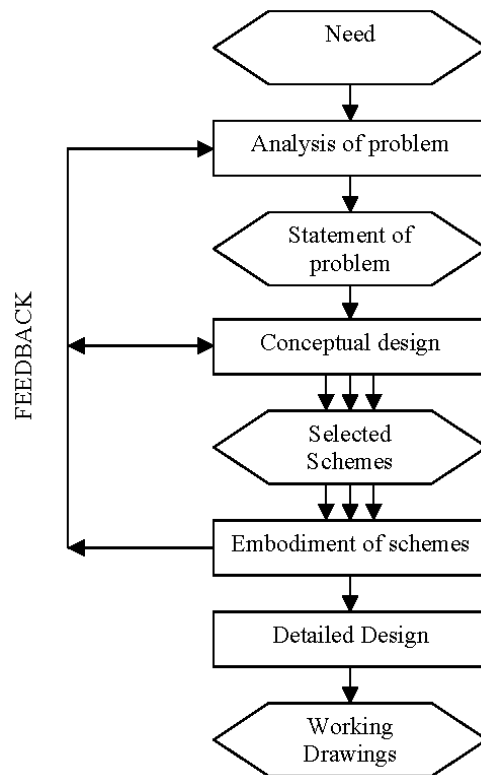 Need
Analysis of problem
Statement of
problem
FEEDBACK
Conceptual design
Selected
Schemes
Embodiment of schemes
Detailed Design
Working
Drawings